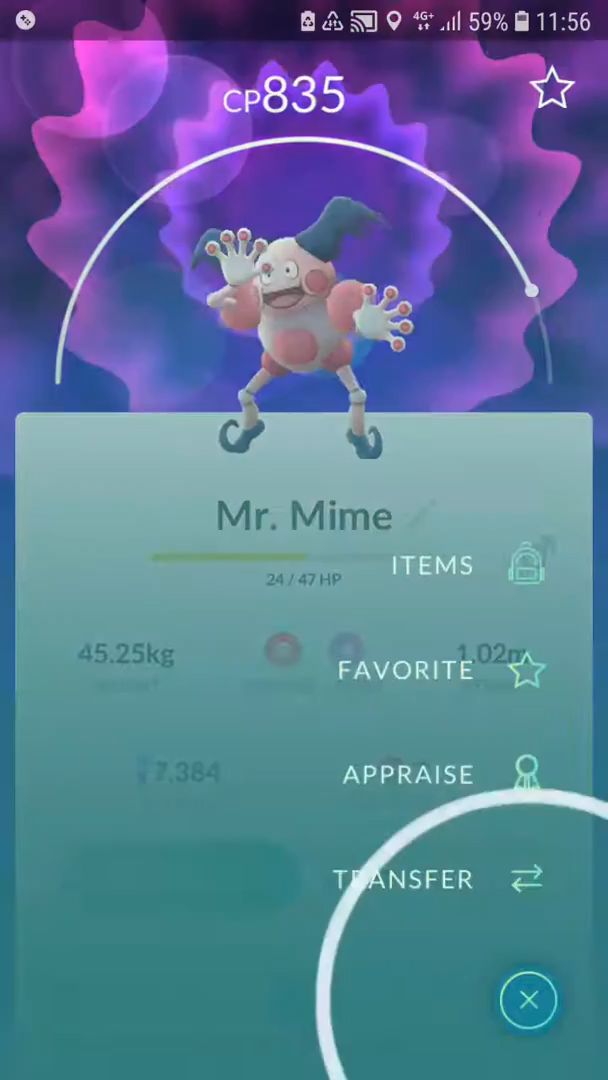 4G+ 59% 11:56
CP835
Mr. Mime
ITEMS
24 / 47 HP
45.25kg 1.02m
FAVORITE
7,384
APPRAISE
TRANSFER